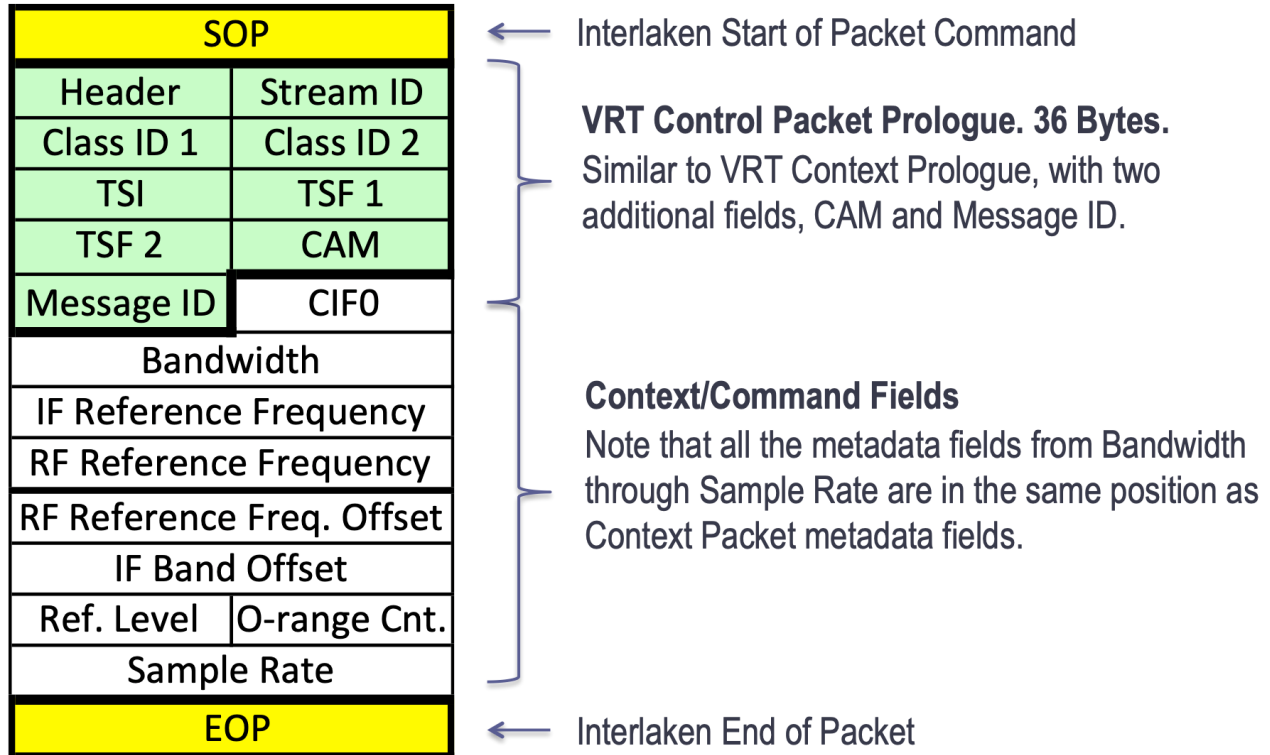 SOP
Interlaken Start of Packet Command
Header Stream ID
Class ID 1 Class ID 2
TSI TSF 1
TSF 2 CAM
Message ID CIF0
VRT Control Packet Prologue. 36 Bytes.
Similar to VRT Context Prologue, with two
additional fields, CAM and Message ID.
Bandwidth
IF Reference Frequency
RF Reference Frequency
RF Reference Freq. Offset
IF Band Offset
Ref. Level O-range Cnt.
Sample Rate
Context/Command Fields
Note that all the metadata fields from Bandwidth
through Sample Rate are in the same position as
Context Packet metadata fields.
EOP
Interlaken End of Packet